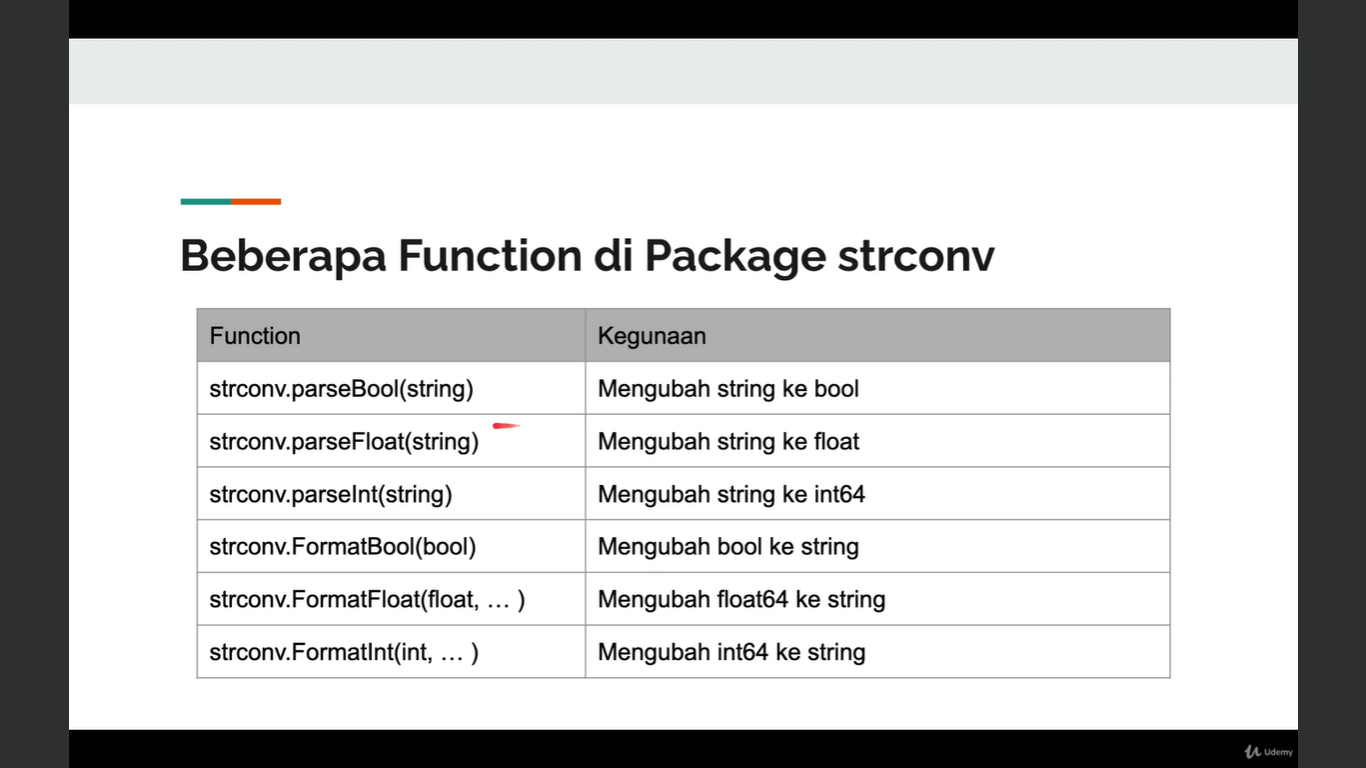 Beberapa Function di Package strconv
Function Kegunaan
strconv.parseBool(string) Mengubah string ke bool
strconv.parseFloat(string) Mengubah string ke float
strconv.parseInt(string) Mengubah string ke int64
strconv.FormatBool(bool) Mengubah bool ke string
strconv.FormatFloat(float, … ) Mengubah float64 ke string
strconv.FormatInt(int, … ) Mengubah int64 ke string
Udemy